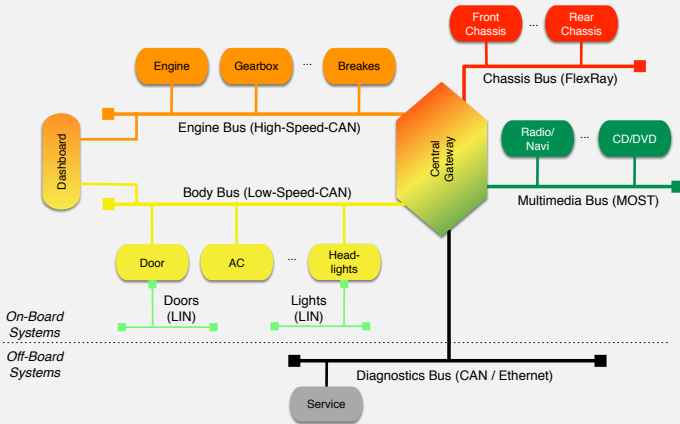 Front
Chassis
...
Rear
Chassis
Engine
Gearbox
...
Breakes
Chassis Bus (FlexRay)
Engine Bus (High-Speed-CAN)
Dashboard
Central
Gateway
Radio/
Navi
...
CD/DVD
Body Bus (Low-Speed-CAN)
Multimedia Bus (MOST)
Door
AC
...
Head-
lights
Doors
(LIN)
Lights
(LIN)
On-Board
Systems
Off-Board
Systems
Diagnostics Bus (CAN / Ethernet)
Service